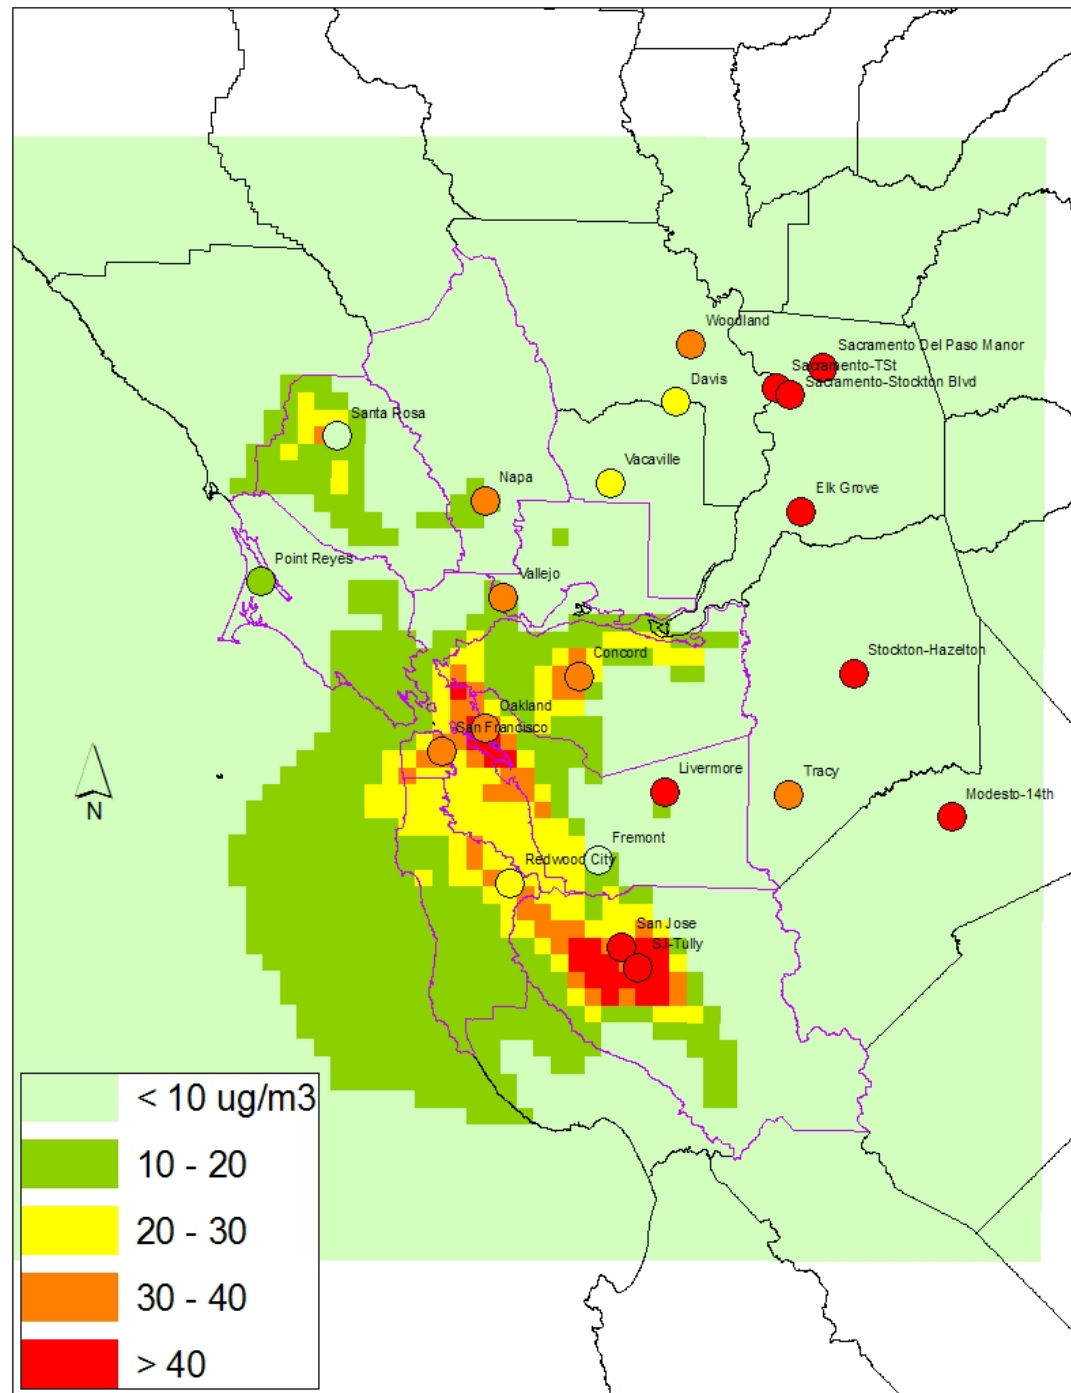 Woodland
Sacramento Del Paso Manor
Sacramento-TSt
Sacramento-Stockton Blvd
Davis
Santa Rosa
Vacaville
Napa
Elk Grove
Point Reyes
Vallejo
Concord
Stockton-Hazelton
Oakland
San Francisco
Livermore
Tracy
Modesto-14th
N
Fremont
Redwood City
San Jose
SJ-Tully
< 10 ug/m3
10 - 20
20 - 30
30 - 40
> 40